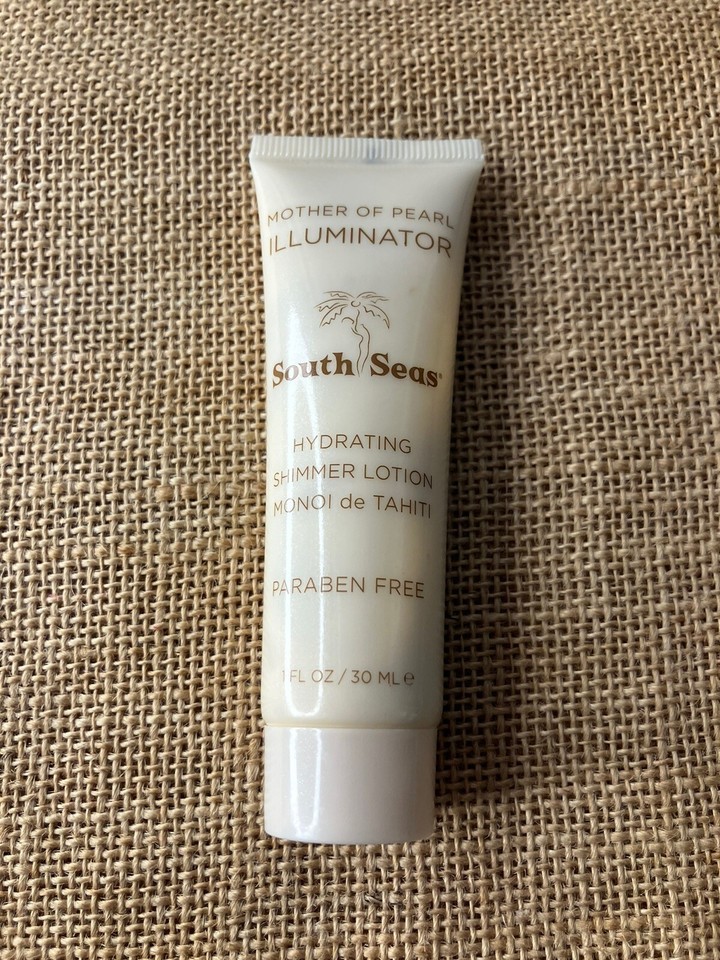 MOTHER OF PEARL
ILLUMINATOR
South Seas®
HYDRATING
SHIMMER LOTION
MONOI de TAHITI
PARABEN FREE
1 FL OZ / 30 ML ℮